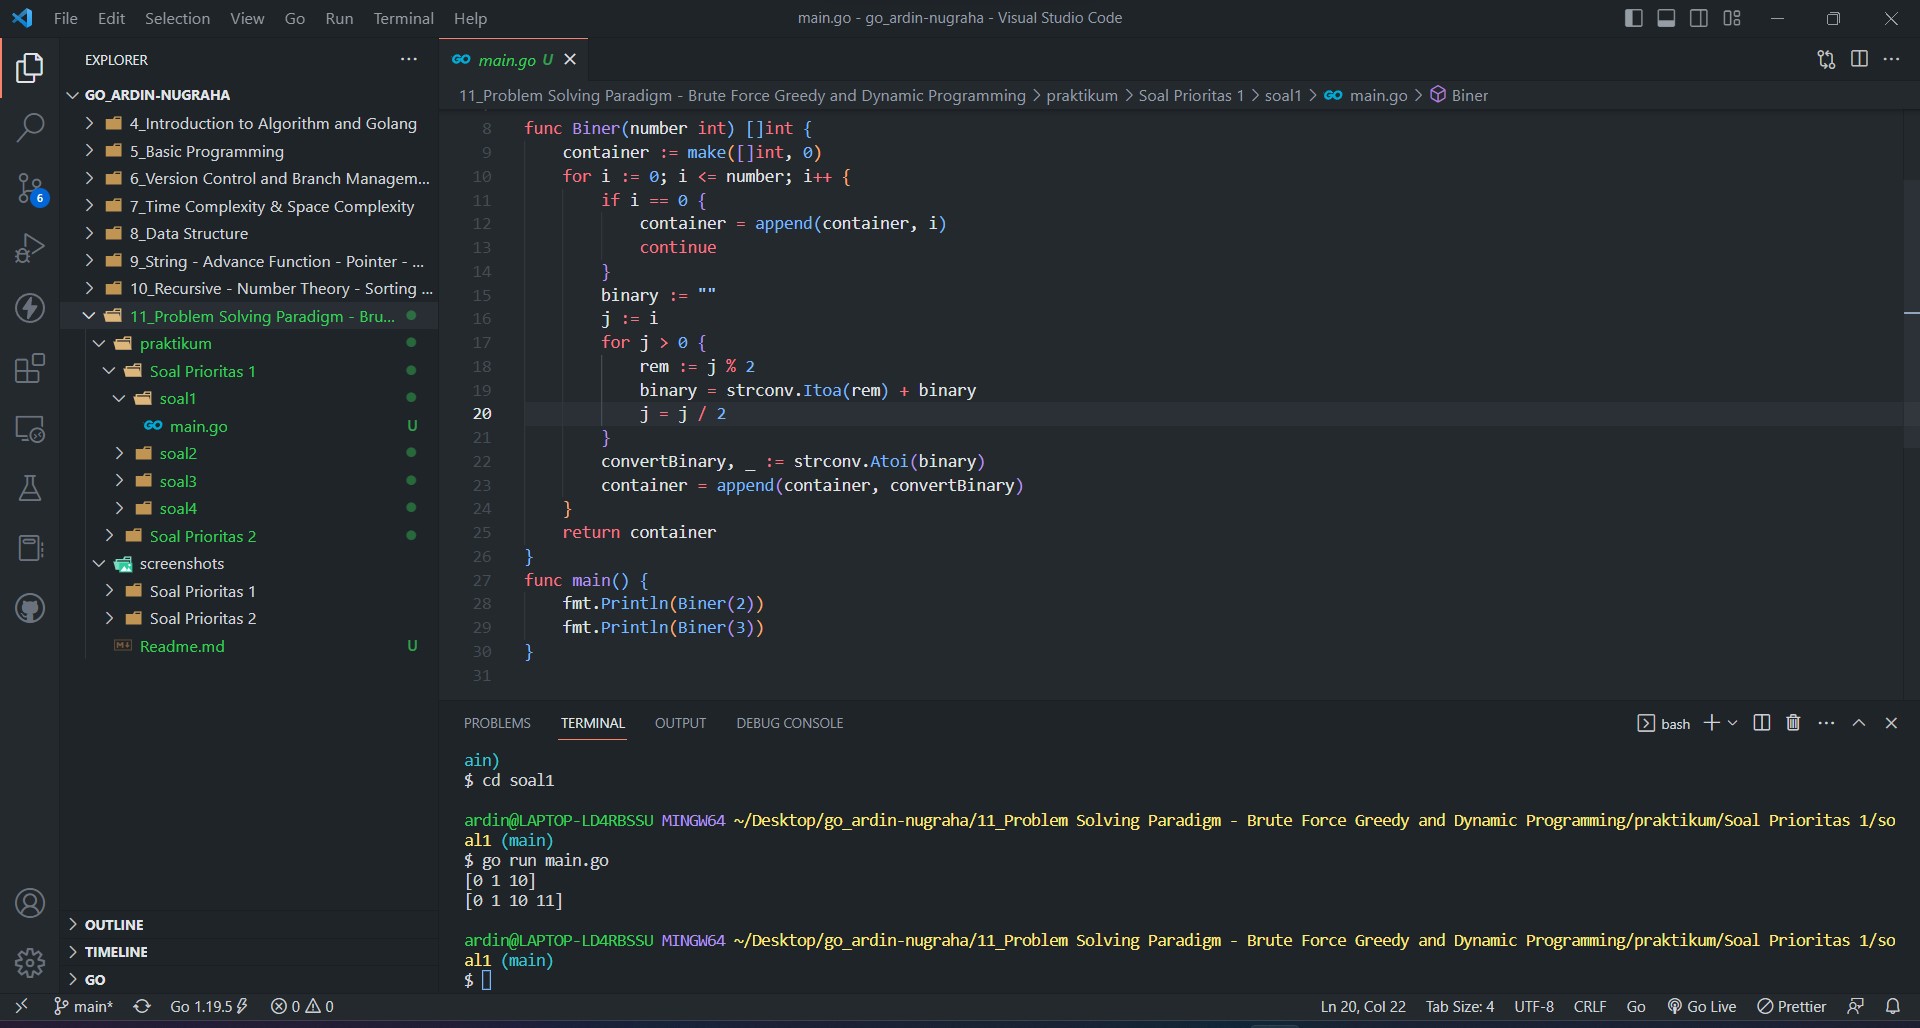 File Edit Selection View Go Run Terminal Help
main.go - go_ardin-nugraha - Visual Studio Code
EXPLORER
GO_ARDIN-NUGRAHA
4_Introduction to Algorithm and Golang
5_Basic Programming
6_Version Control and Branch Managem...
7_Time Complexity & Space Complexity
8_Data Structure
9_String - Advance Function - Pointer - ...
10_Recursive - Number Theory - Sorting ...
11_Problem Solving Paradigm - Bru...
praktikum
Soal Prioritas 1
soal1
GO main.go U
soal2
soal3
soal4
Soal Prioritas 2
screenshots
Soal Prioritas 1
Soal Prioritas 2
M Readme.md U
6
OUTLINE
TIMELINE
GO
GO main.go U
11_Problem Solving Paradigm - Brute Force Greedy and Dynamic Programming > praktikum > Soal Prioritas 1 > soal1 > GO main.go > Biner
8 func Biner(number int) []int {
9 container := make([]int, 0)
10 for i := 0; i <= number; i++ {
11 if i == 0 {
12 container = append(container, i)
13 continue
14 }
15 binary := ""
16 j := i
17 for j > 0 {
18 rem := j % 2
19 binary = strconv.Itoa(rem) + binary
20 j = j / 2
21 }
22 convertBinary, _ := strconv.Atoi(binary)
23 container = append(container, convertBinary)
24 }
25 return container
26 }
27 func main() {
28 fmt.Println(Biner(2))
29 fmt.Println(Biner(3))
30 }
31
PROBLEMS TERMINAL OUTPUT DEBUG CONSOLE
bash
ain)
$ cd soal1
ardin@LAPTOP-LD4RBSSU MINGW64 ~/Desktop/go_ardin-nugraha/11_Problem Solving Paradigm - Brute Force Greedy and Dynamic Programming/praktikum/Soal Prioritas 1/so
al1 (main)
$ go run main.go
[0 1 10]
[0 1 10 11]
ardin@LAPTOP-LD4RBSSU MINGW64 ~/Desktop/go_ardin-nugraha/11_Problem Solving Paradigm - Brute Force Greedy and Dynamic Programming/praktikum/Soal Prioritas 1/so
al1 (main)
$
main* Go 1.19.5 0 0
Ln 20, Col 22 Tab Size: 4 UTF-8 CRLF Go Go Live Prettier